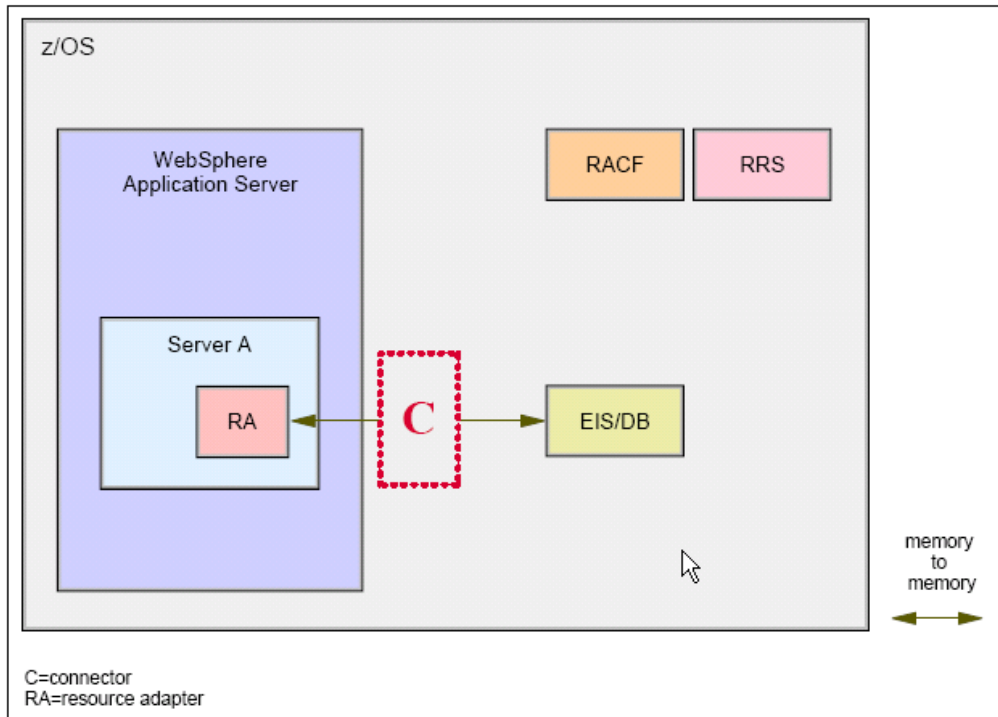 z/OS
WebSphere
Application Server
RACF
RRS
Server A
RA
C
EIS/DB
memory
to
memory
C=connector
RA=resource adapter